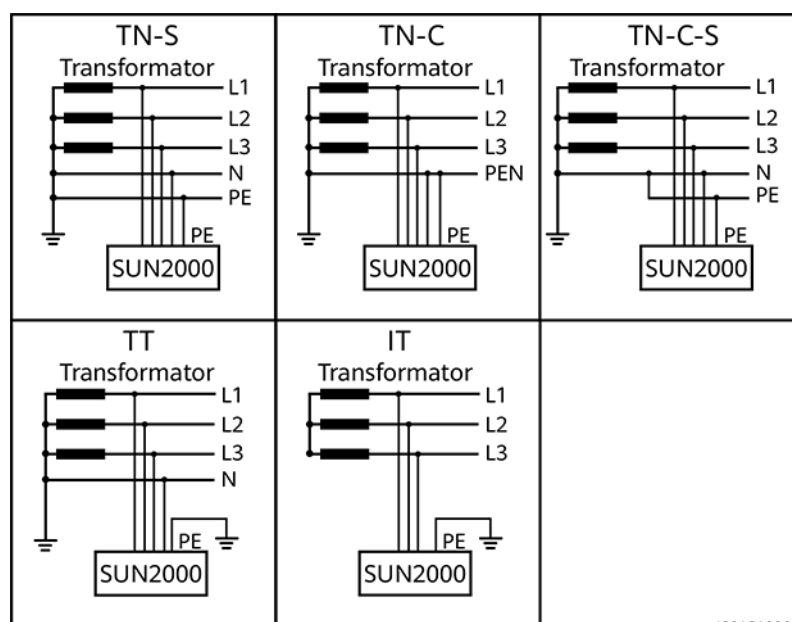 TN-S
Transformator
L1
L2
L3
N
PE
PE
SUN2000
TN-C
Transformator
L1
L2
L3
PEN
PE
SUN2000
TN-C-S
Transformator
L1
L2
L3
N
PE
PE
SUN2000
TT
Transformator
L1
L2
L3
N
PE
SUN2000
IT
Transformator
L1
L2
L3
PE
SUN2000